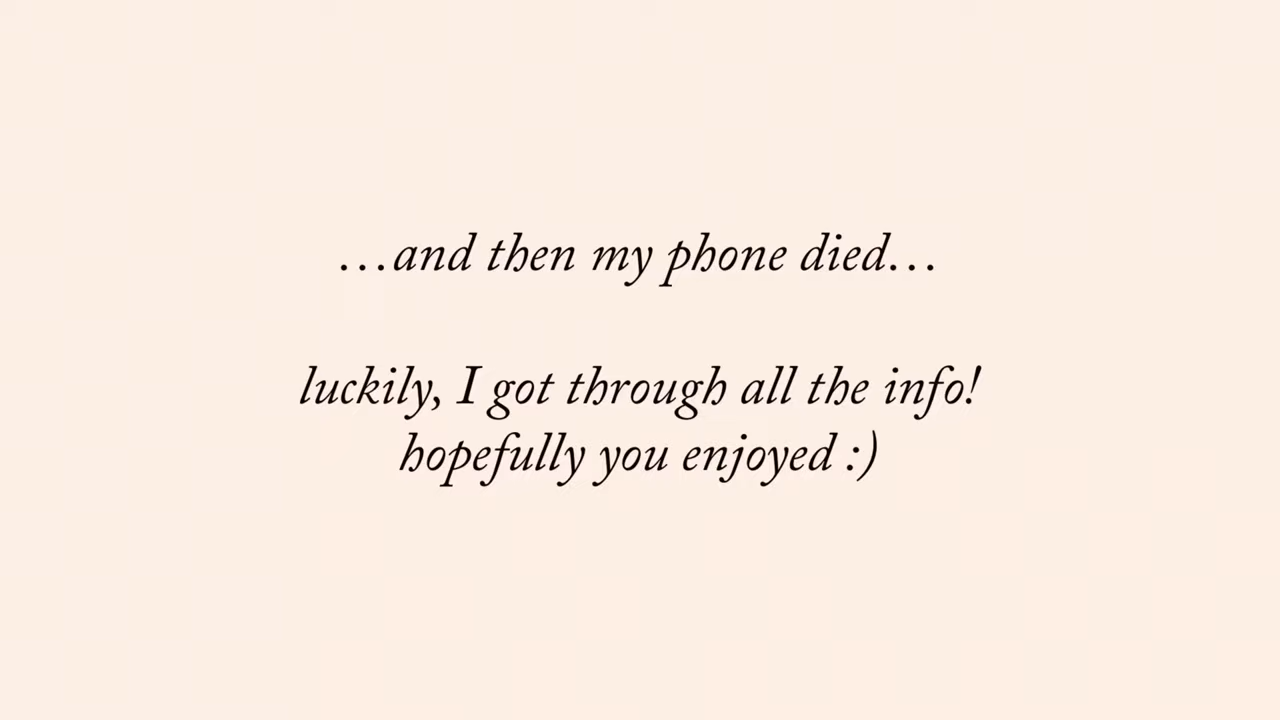 …and then my phone died…
luckily, I got through all the info!
hopefully you enjoyed :)